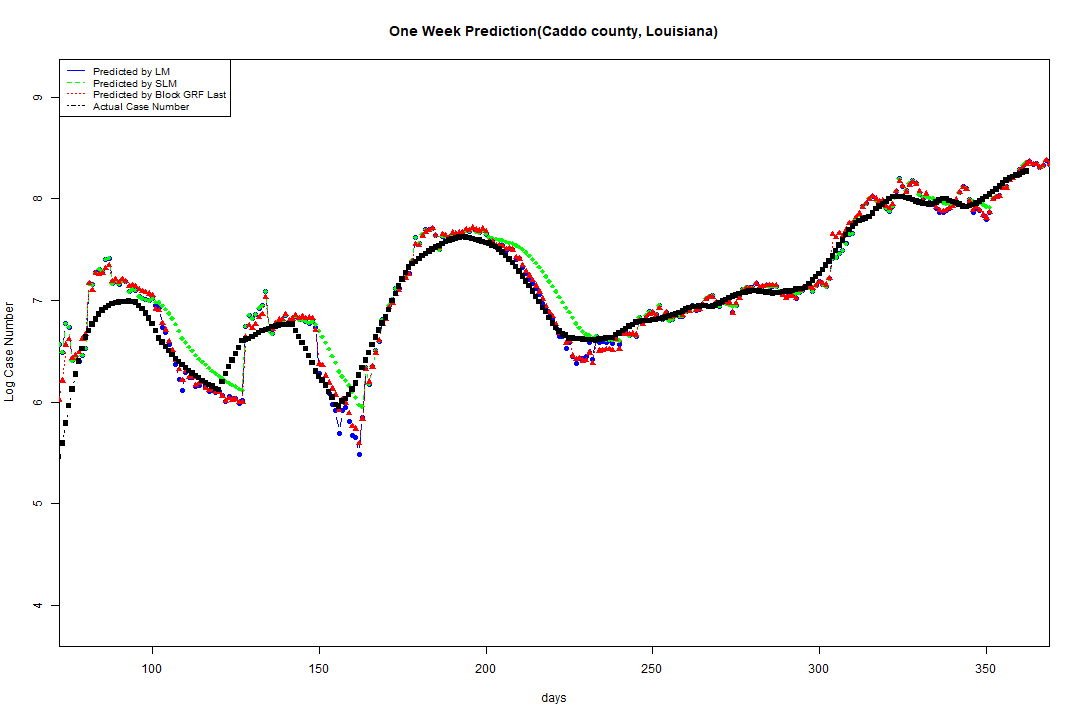 One Week Prediction(Caddo county, Louisiana)
Predicted by LM
Predicted by SLM
Predicted by Block GRF Last
Actual Case Number
Log Case Number
9
8
7
6
5
4
100 150 200 250 300 350
days